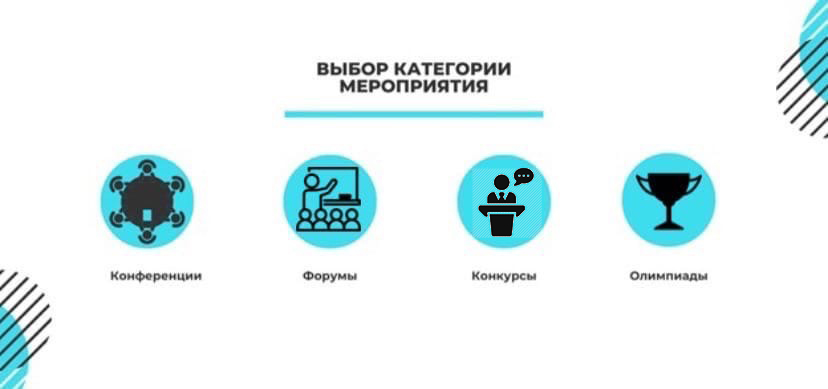 ВЫБОР КАТЕГОРИИ
МЕРОПРИЯТИЯ
Конференции
Форумы
Конкурсы
Олимпиады